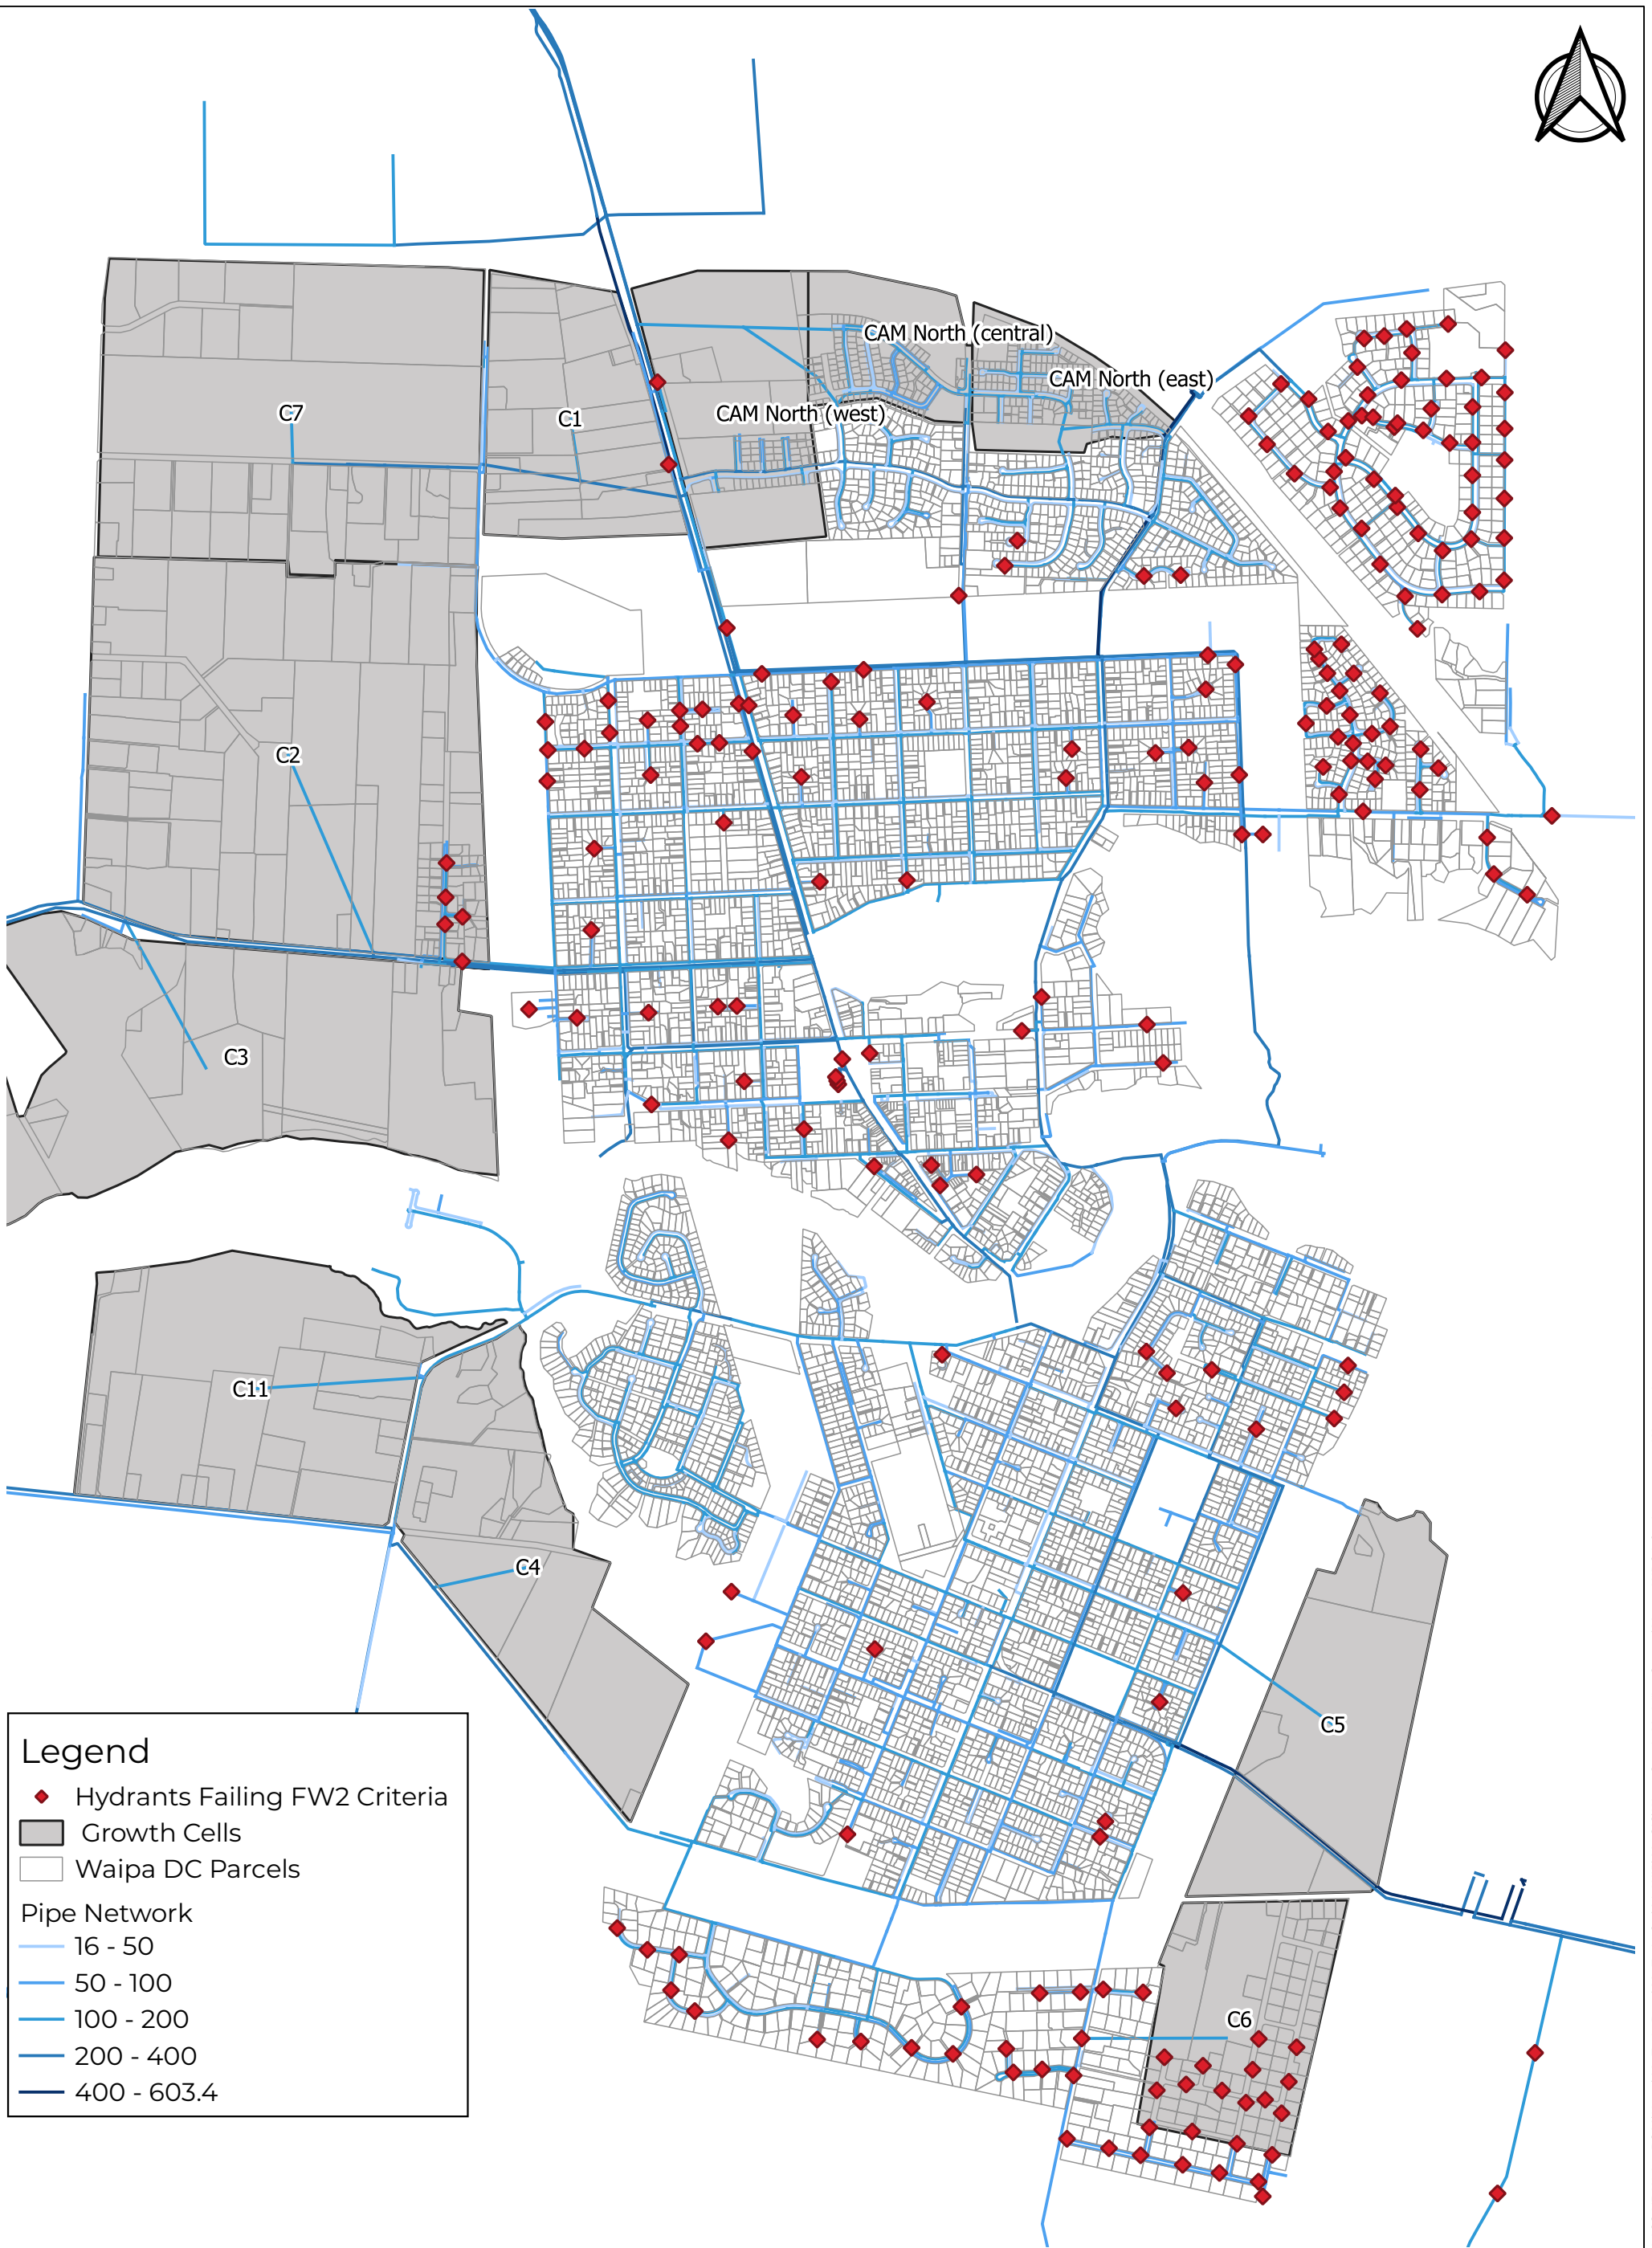 CAM North (central)
CAM North (east)
C7
C1
CAM North (west)
C2
C3
C11
C4
C5
C6
Legend
Hydrants Failing FW2 Criteria
Growth Cells
Waipa DC Parcels
Pipe Network
16 - 50
50 - 100
100 - 200
200 - 400
400 - 603.4